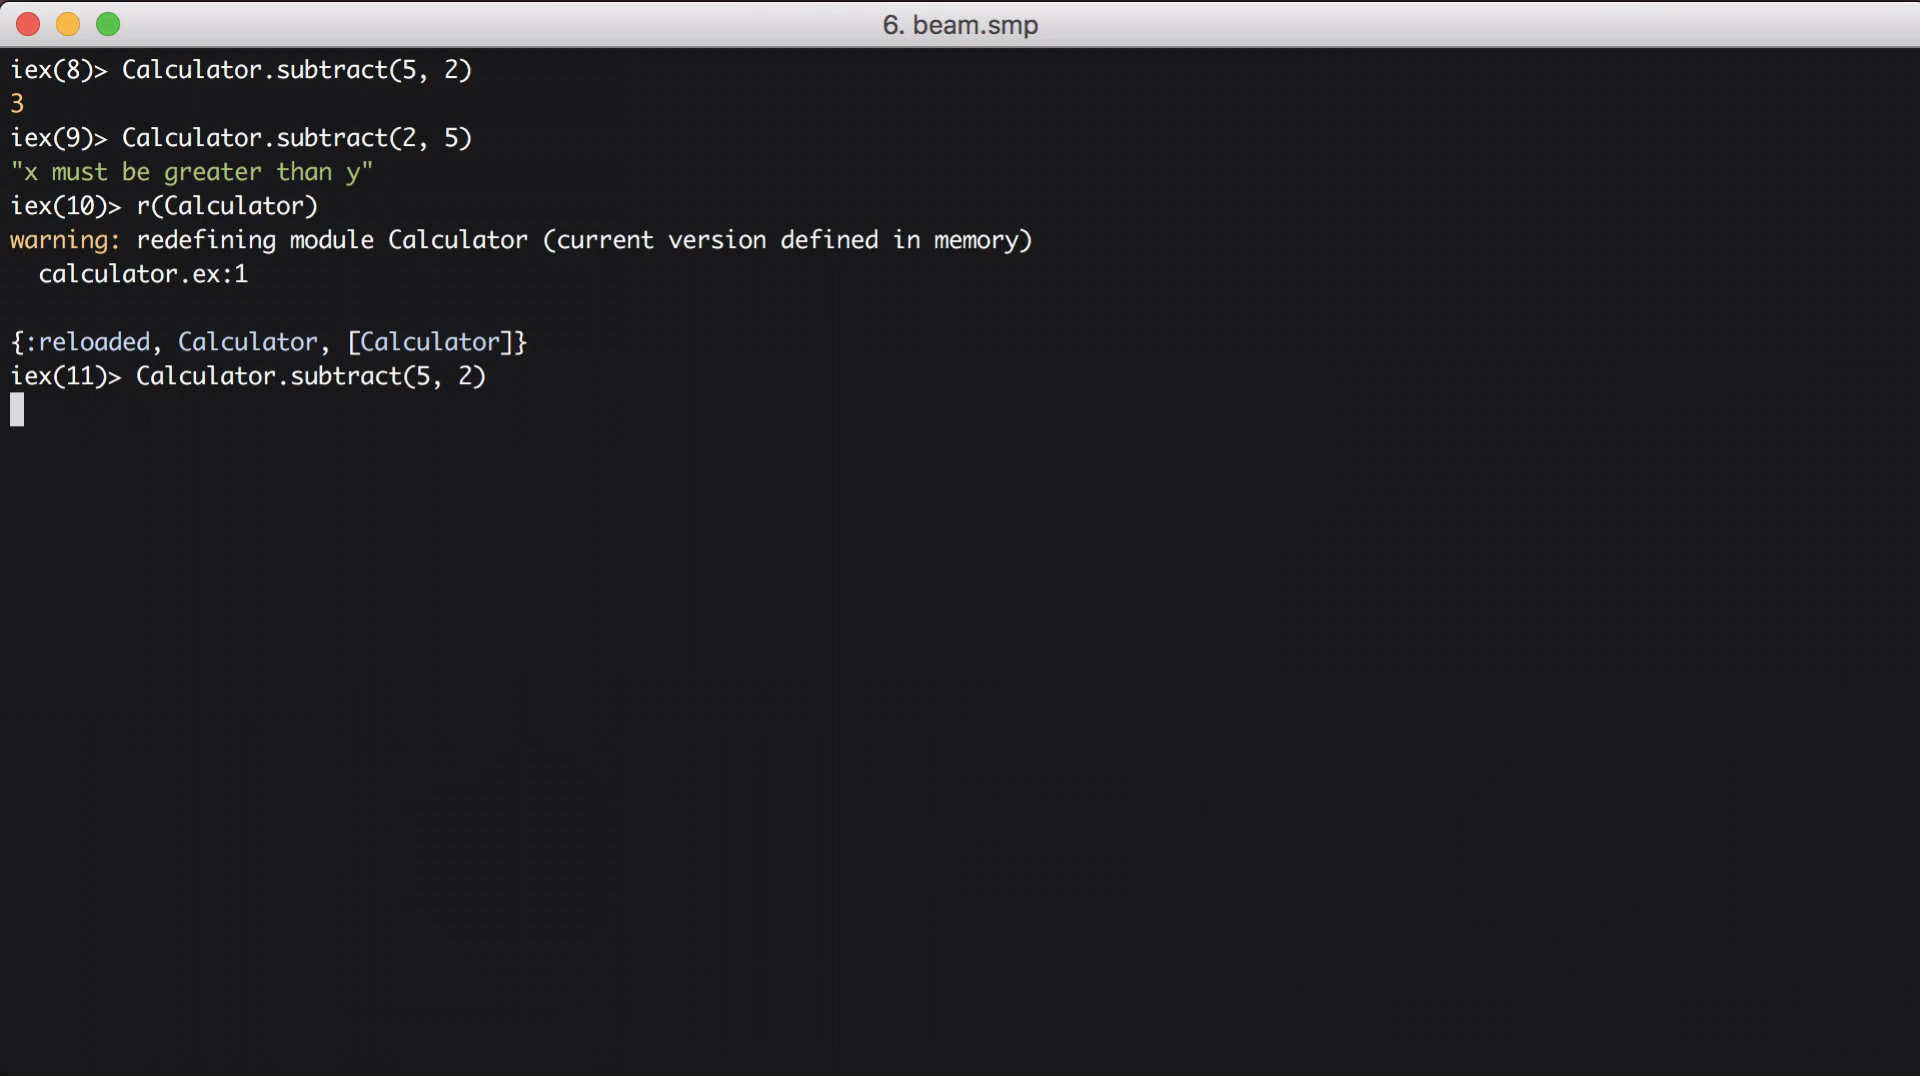 6. beam.smp
iex(8)> Calculator.subtract(5, 2)
3
iex(9)> Calculator.subtract(2, 5)
"x must be greater than y"
iex(10)> r(Calculator)
warning: redefining module Calculator (current version defined in memory)
  calculator.ex:1
{:reloaded, Calculator, [Calculator]}
iex(11)> Calculator.subtract(5, 2)